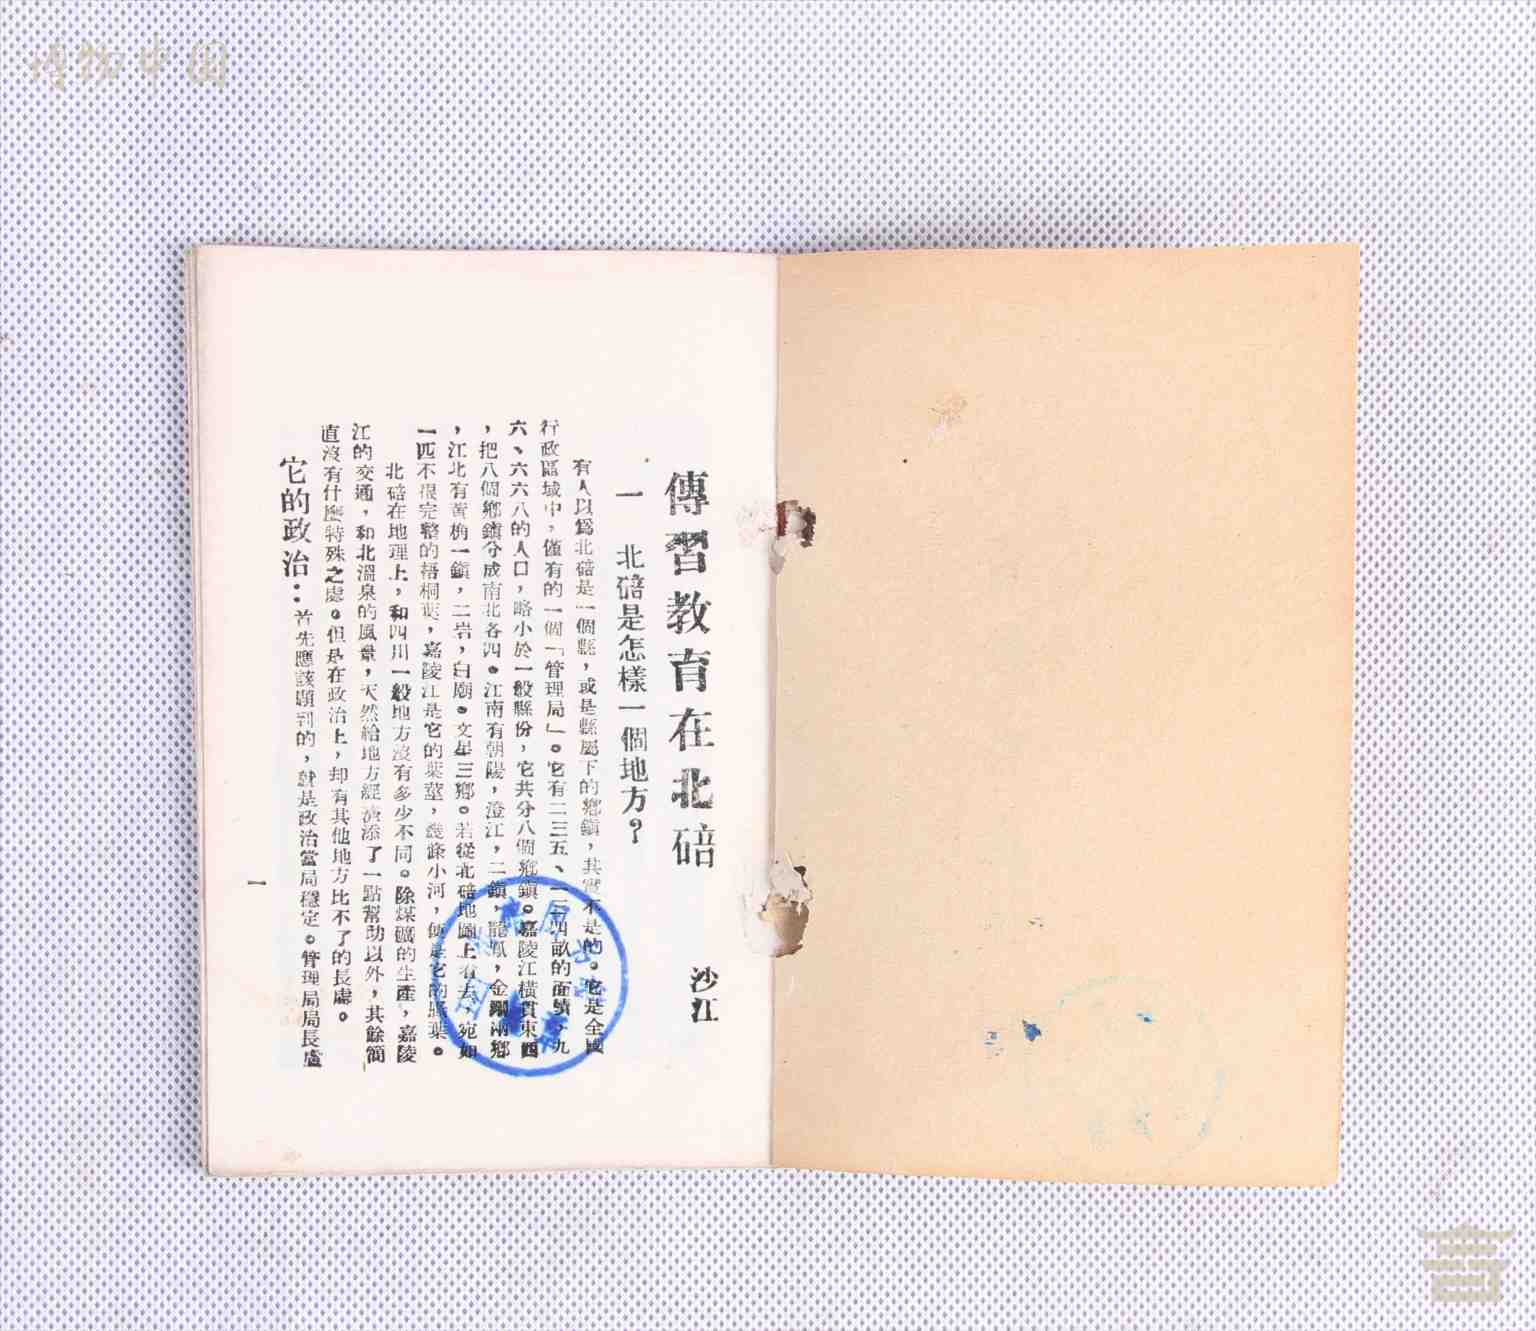 博物中国
傳習教育在北碚
沙江
一 北碚是怎樣一個地方?
有人以爲北碚是一個縣,或是縣屬下的鄉鎭,其實不是的。它是全國
行政區域中,僅有的一個「管理局」。它有二三五、一二四畝的面積,九
六、六六八的人口,略小於一般縣份,它共分八個鄉鎭。嘉陵江橫貫東西
,把八個鄉鎭分成南北各四。江南有朝陽,澄江,二鎭,龍鳳,金剛兩鄉
,江北有黃桷一鎭,二岩,白廟。文星三鄉。若從北碚地圖上看去,宛如
一匹不很完整的梧桐葉,嘉陵江是它的葉莖,幾條小河,便是它的葉。
北碚在地理上,和四川一般地方沒有多少不同。除煤礦的生產,嘉陵
江的交通,和北溫泉的風景,天然給地方經濟添了一點幫助以外,其餘簡
直沒有什麽特殊之處。但是在政治上,却有其他地方比不了的長處。
它的政治:首先應該題到的,就是政治當局穩定。管理局局長盧
一